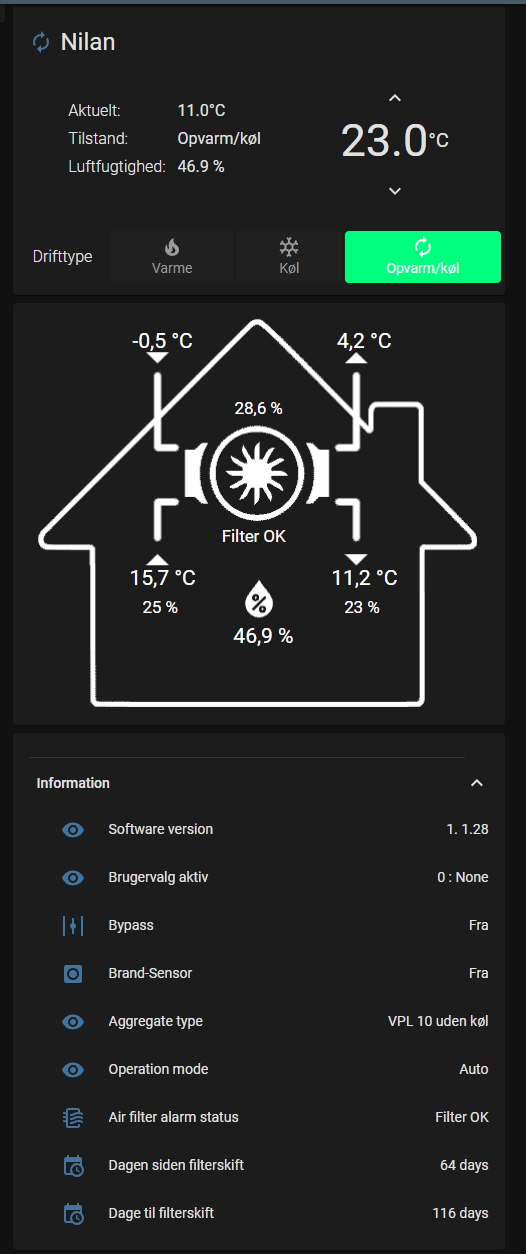 Nilan
Aktuelt: 11.0°C
Tilstand: Opvarm/køl
Luftfugtighed: 46.9 %
23.0°C
Drifttype
Varme
Køl
Opvarm/køl
-0,5 °C 4,2 °C
28,6 %
Filter OK
15,7 °C 11,2 °C
25 % 23 %
%
46,9 %
Information
Software version 1. 1.28
Brugervalg aktiv 0 : None
Bypass Fra
Brand-Sensor Fra
Aggregate type VPL 10 uden køl
Operation mode Auto
Air filter alarm status Filter OK
Dagen siden filterskift 64 days
Dage til filterskift 116 days